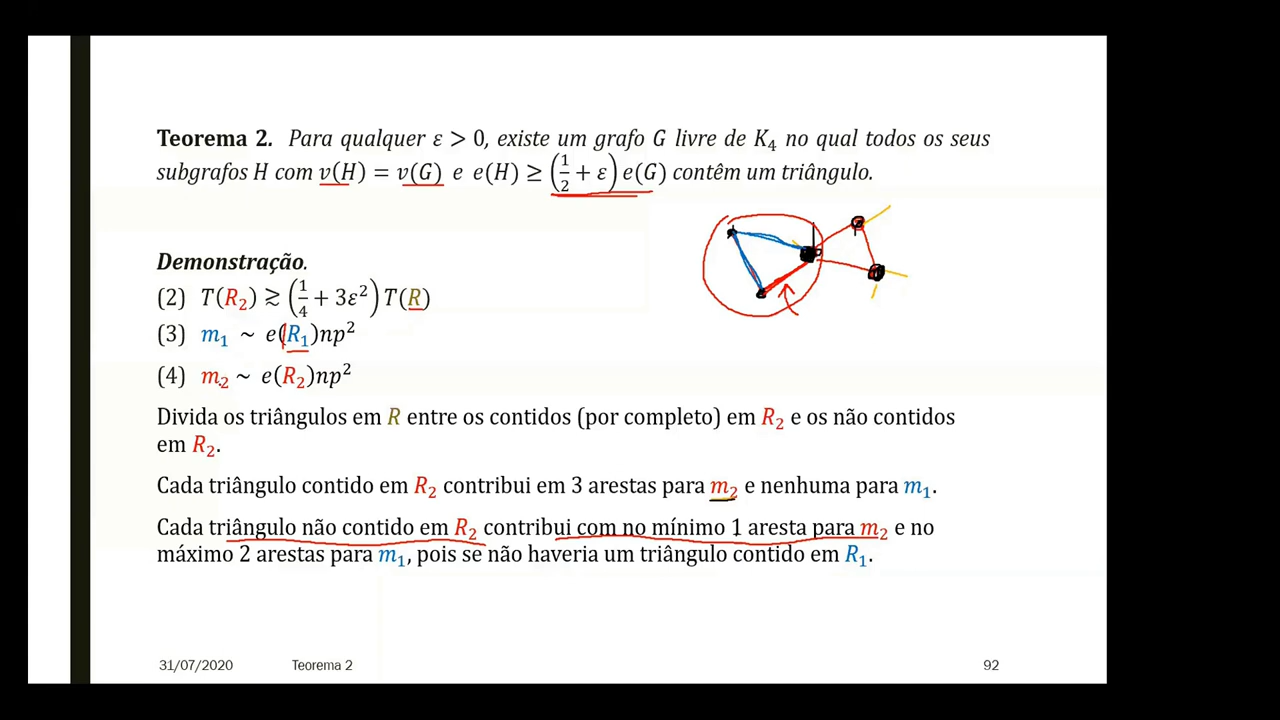 Teorema 2. Para qualquer ε > 0, existe um grafo G livre de K₄ no qual todos os seus
subgrafos H com v(H) = v(G) e e(H) ≥ (1/2 + ε) e(G) contêm um triângulo.
Demonstração.
(2) T(R₂) ≳ (1/4 + 3ε²) T(R)
(3) m₁ ~ e(R₁)np²
(4) m₂ ~ e(R₂)np²
Divida os triângulos em R entre os contidos (por completo) em R₂ e os não contidos
em R₂.
Cada triângulo contido em R₂ contribui em 3 arestas para m₂ e nenhuma para m₁.
Cada triângulo não contido em R₂ contribui com no mínimo 1 aresta para m₂ e no
máximo 2 arestas para m₁, pois se não haveria um triângulo contido em R₁.
31/07/2020 Teorema 2 92